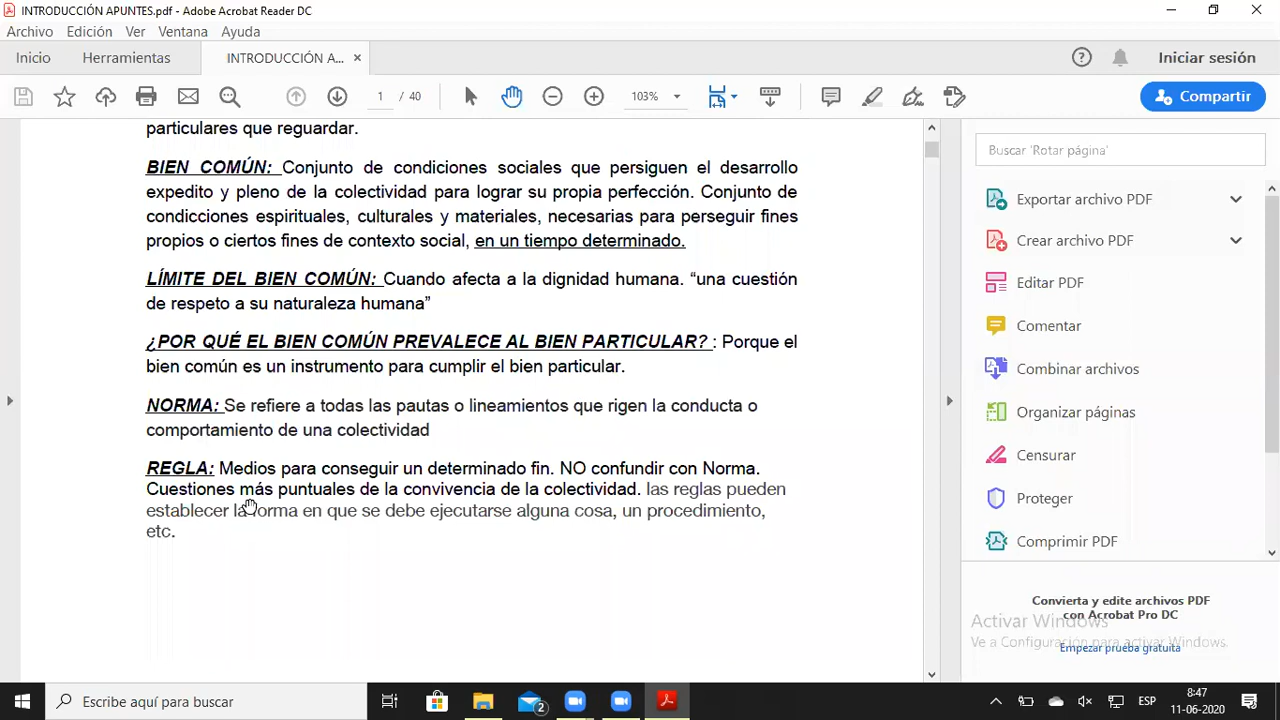 INTRODUCCIÓN APUNTES.pdf - Adobe Acrobat Reader DC
Archivo Edición Ver Ventana Ayuda
Inicio Herramientas INTRODUCCIÓN A... × Iniciar sesión
1 / 40 103% Compartir
particulares que reguardar.
BIEN COMÚN: Conjunto de condiciones sociales que persiguen el desarrollo
expedito y pleno de la colectividad para lograr su propia perfección. Conjunto de
condicciones espirituales, culturales y materiales, necesarias para perseguir fines
propios o ciertos fines de contexto social, en un tiempo determinado.
LÍMITE DEL BIEN COMÚN: Cuando afecta a la dignidad humana. “una cuestión
de respeto a su naturaleza humana”
¿POR QUÉ EL BIEN COMÚN PREVALECE AL BIEN PARTICULAR? : Porque el
bien común es un instrumento para cumplir el bien particular.
NORMA: Se refiere a todas las pautas o lineamientos que rigen la conducta o
comportamiento de una colectividad
REGLA: Medios para conseguir un determinado fin. NO confundir con Norma.
Cuestiones más puntuales de la convivencia de la colectividad. las reglas pueden
establecer la forma en que se debe ejecutarse alguna cosa, un procedimiento,
etc.
Buscar 'Rotar página'
Exportar archivo PDF
Crear archivo PDF
Editar PDF
Comentar
Combinar archivos
Organizar páginas
Censurar
Proteger
Comprimir PDF
Convierta y edite archivos PDF
con Acrobat Pro DC
Activar Windows
Ve a Configuración para activar Windows.
Empezar prueba gratuita
Escribe aquí para buscar
2
ESP
8:47
11-06-2020